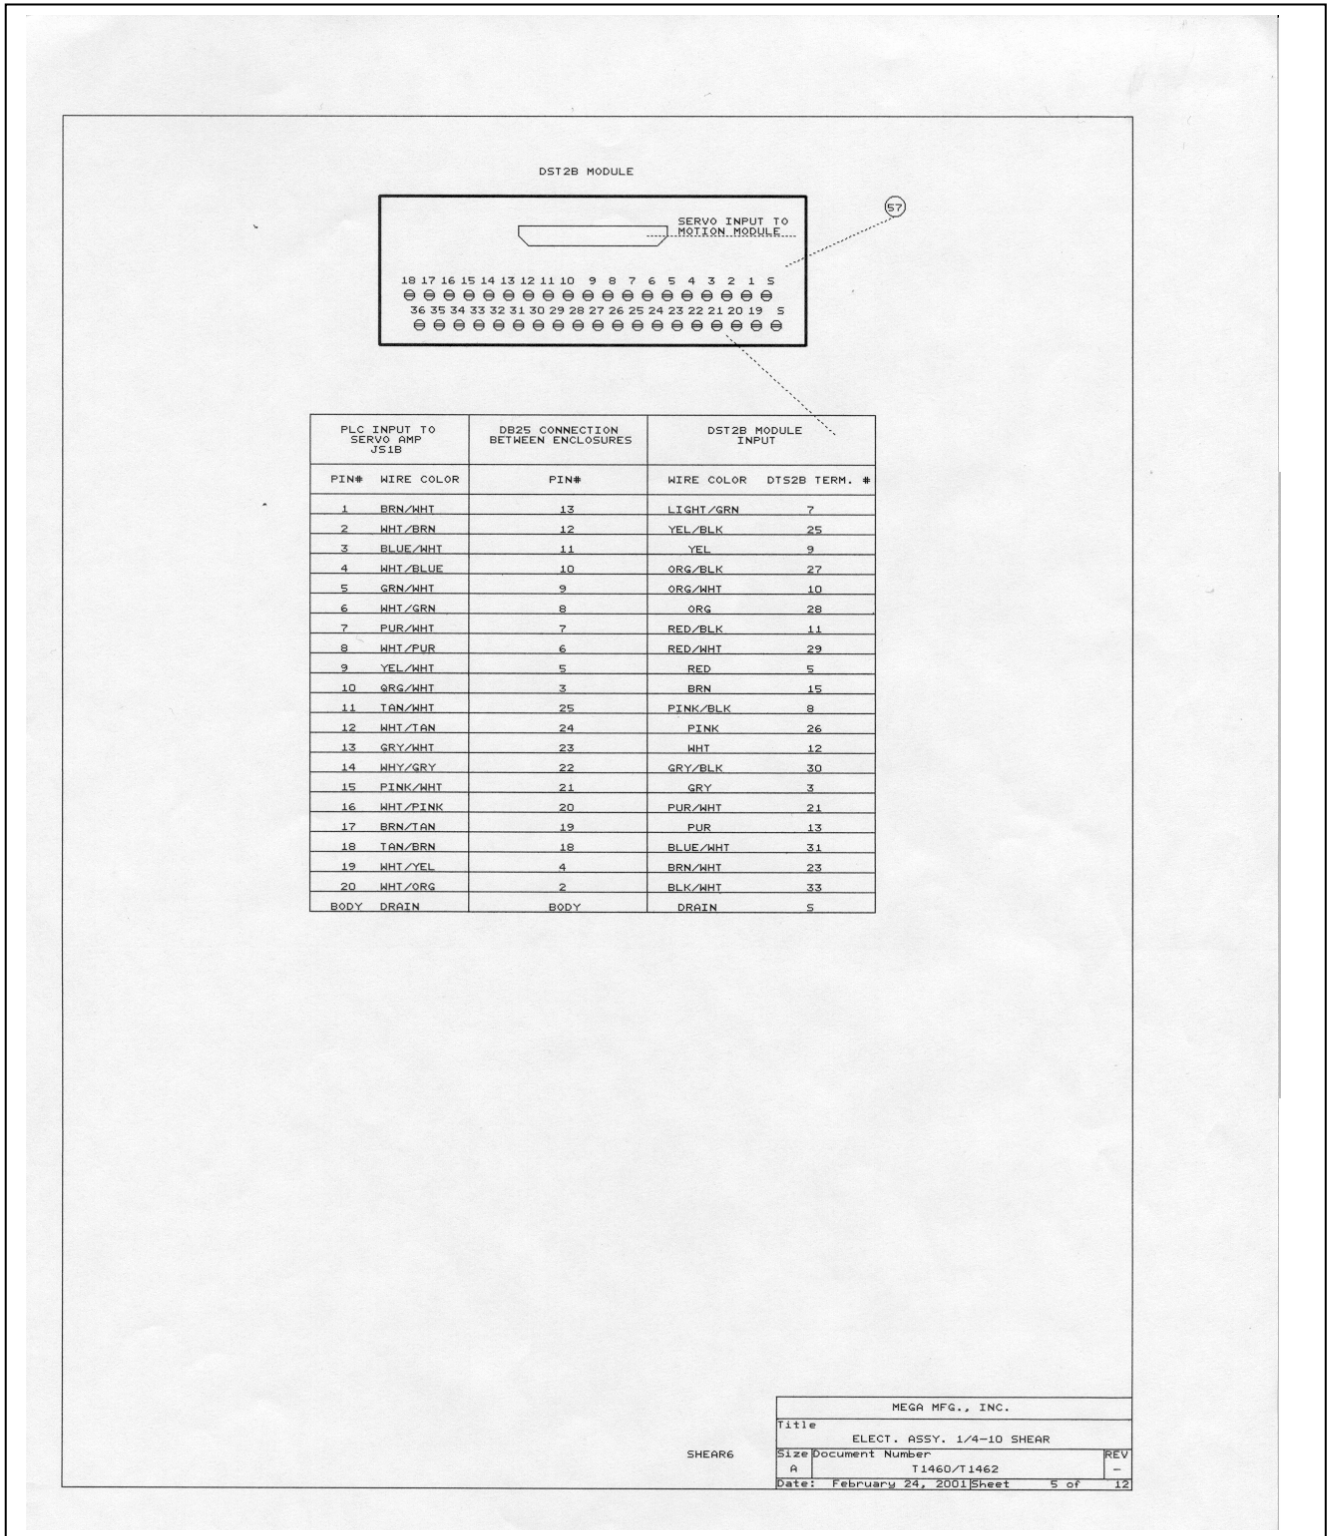 DST2B MODULE
57
SERVO INPUT TO
MOTION MODULE
18 17 16 15 14 13 12 11 10 9 8 7 6 5 4 3 2 1 S
36 35 34 33 32 31 30 29 28 27 26 25 24 23 22 21 20 19 S
PLC INPUT TO
SERVO AMP
JS1B
DB25 CONNECTION
BETWEEN ENCLOSURES
DST2B MODULE
INPUT
PIN# WIRE COLOR PIN# WIRE COLOR DTS2B TERM. #
1 BRN/WHT 13 LIGHT/GRN 7
2 WHT/BRN 12 YEL/BLK 25
3 BLUE/WHT 11 YEL 9
4 WHT/BLUE 10 ORG/BLK 27
5 GRN/WHT 9 ORG/WHT 10
6 WHT/GRN 8 ORG 28
7 PUR/WHT 7 RED/BLK 11
8 WHT/PUR 6 RED/WHT 29
9 YEL/WHT 5 RED 5
10 ORG/WHT 3 BRN 15
11 TAN/WHT 25 PINK/BLK 8
12 WHT/TAN 24 PINK 26
13 GRY/WHT 23 WHT 12
14 WHY/GRY 22 GRY/BLK 30
15 PINK/WHT 21 GRY 3
16 WHT/PINK 20 PUR/WHT 21
17 BRN/TAN 19 PUR 13
18 TAN/BRN 18 BLUE/WHT 31
19 WHT/YEL 4 BRN/WHT 23
20 WHT/ORG 2 BLK/WHT 33
BODY DRAIN BODY DRAIN S
SHEAR6
MEGA MFG., INC.
Title
ELECT. ASSY. 1/4-10 SHEAR
Size Document Number REV
A T1460/T1462 -
Date: February 24, 2001 Sheet 5 of 12